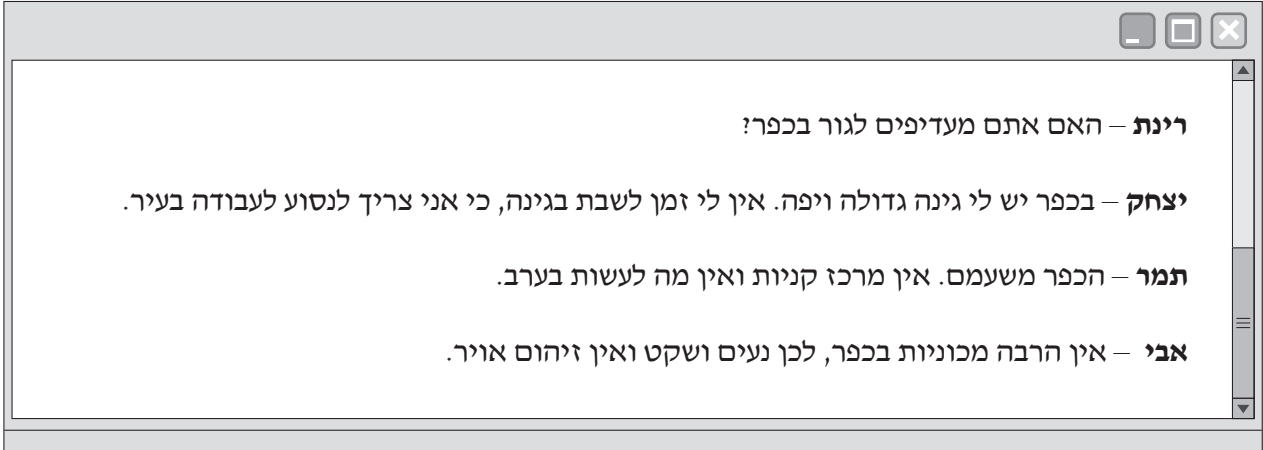 רינת – האם אתם מעדיפים לגור בכפר?
יצחק – בכפר יש לי גינה גדולה ויפה. אין לי זמן לשבת בגינה, כי אני צריך לנסוע לעבודה בעיר.
תמר – הכפר משעמם. אין מרכז קניות ואין מה לעשות בערב.
אבי – אין הרבה מכוניות בכפר, לכן נעים ושקט ואין זיהום אויר.